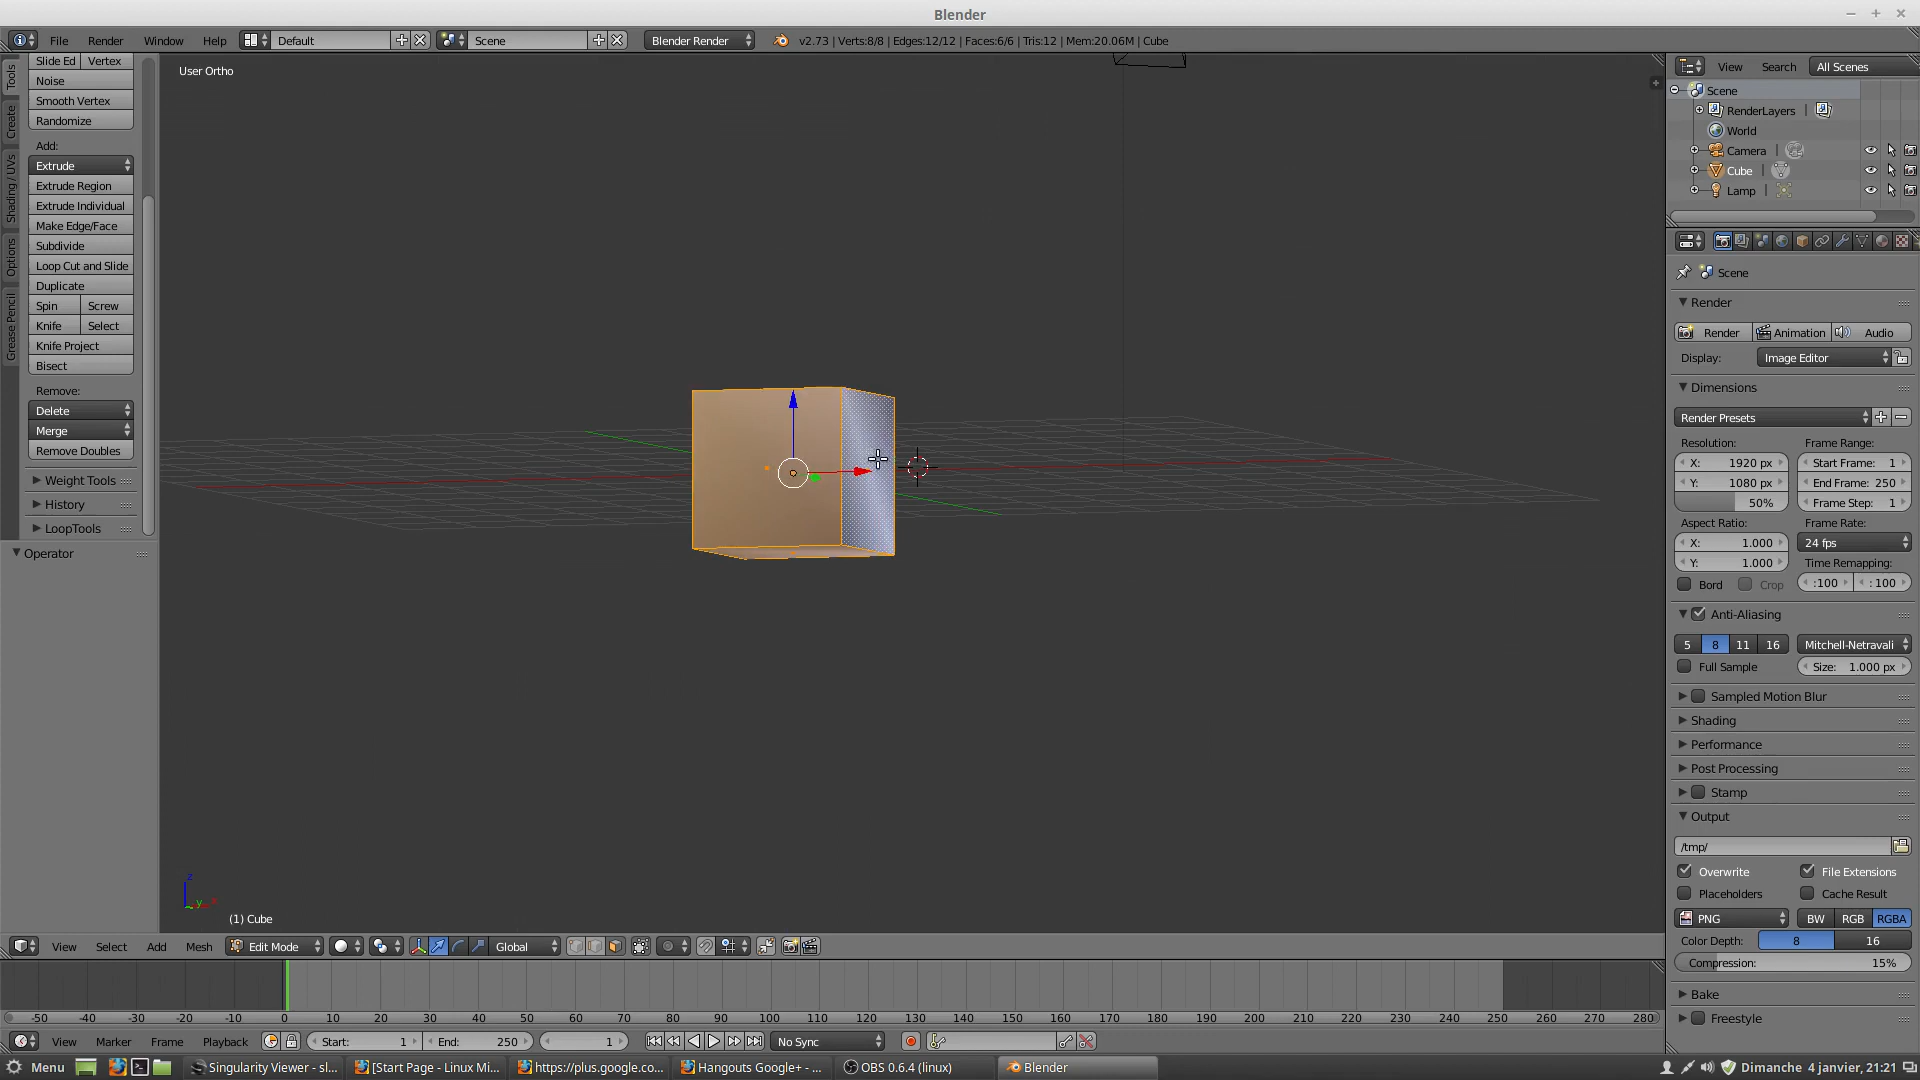 Blender
File Render Window Help Default Scene Blender Render v2.73 | Verts:8/8 | Edges:12/12 | Faces:6/6 | Tris:12 | Mem:20.06M | Cube
Tools
Create
Shading / UVs
Options
Grease Pencil
Slide Ed Vertex
Noise
Smooth Vertex
Randomize
Add:
Extrude
Extrude Region
Extrude Individual
Make Edge/Face
Subdivide
Loop Cut and Slide
Duplicate
Spin Screw
Knife Select
Knife Project
Bisect
Remove:
Delete
Merge
Remove Doubles
Weight Tools
History
LoopTools
Operator
User Ortho
z
y
x
(1) Cube
View Select Add Mesh Edit Mode Global
-50 -40 -30 -20 -10 0 10 20 30 40 50 60 70 80 90 100 110 120 130 140 150 160 170 180 190 200 210 220 230 240 250 260 270 280
View Marker Frame Playback Start: 1 End: 250 1 No Sync
View Search All Scenes
Scene
RenderLayers |
World
Camera |
Cube |
Lamp |
Scene
Render
Render Animation Audio
Display: Image Editor
Dimensions
Render Presets
Resolution: Frame Range:
X: 1920 px Start Frame: 1
Y: 1080 px End Frame: 250
50% Frame Step: 1
Aspect Ratio: Frame Rate:
X: 1.000 24 fps
Y: 1.000 Time Remapping:
Bord Crop :100 : 100
Anti-Aliasing
5 8 11 16 Mitchell-Netravali
Full Sample Size: 1.000 px
Sampled Motion Blur
Shading
Performance
Post Processing
Stamp
Output
/tmp/
Overwrite File Extensions
Placeholders Cache Result
PNG BW RGB RGBA
Color Depth: 8 16
Compression: 15%
Bake
Freestyle
Menu Singularity Viewer - sl... [Start Page - Linux Mi... https://plus.google.co... Hangouts Google+ - ... OBS 0.6.4 (linux) Blender Dimanche 4 janvier, 21:21